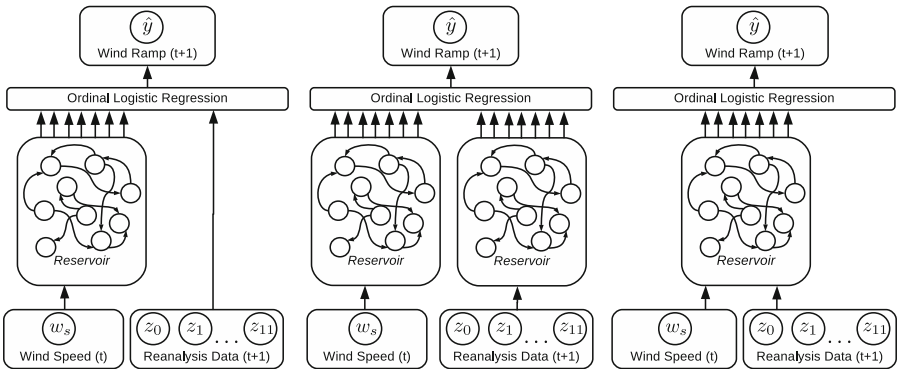 ŷ
Wind Ramp (t+1)
Ordinal Logistic Regression
Reservoir
w_s
Wind Speed (t)
z_0 z_1 ... z_11
Reanalysis Data (t+1)
ŷ
Wind Ramp (t+1)
Ordinal Logistic Regression
Reservoir
Reservoir
w_s
Wind Speed (t)
z_0 z_1 ... z_11
Reanalysis Data (t+1)
ŷ
Wind Ramp (t+1)
Ordinal Logistic Regression
Reservoir
w_s
Wind Speed (t)
z_0 z_1 ... z_11
Reanalysis Data (t+1)